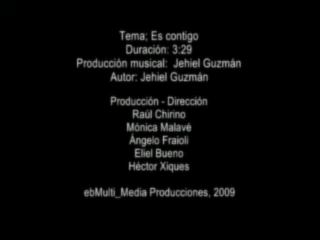 Tema; Es contigo
Duración: 3:29
Producción musical: Jehiel Guzmán
Autor: Jehiel Guzmán
Producción - Dirección
Raúl Chirino
Mónica Malavé
Ángelo Fraioli
Eliel Bueno
Héctor Xiques
ebMulti_Media Producciones, 2009